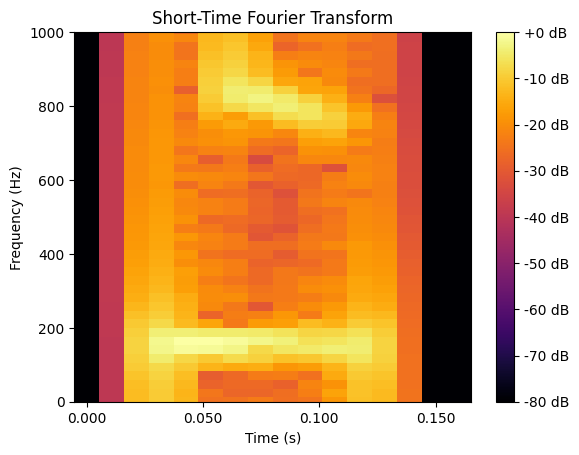 Short-Time Fourier Transform
1000
800
600
400
200
0
Frequency (Hz)
0.000
0.050
0.100
0.150
Time (s)
+0 dB
-10 dB
-20 dB
-30 dB
-40 dB
-50 dB
-60 dB
-70 dB
-80 dB